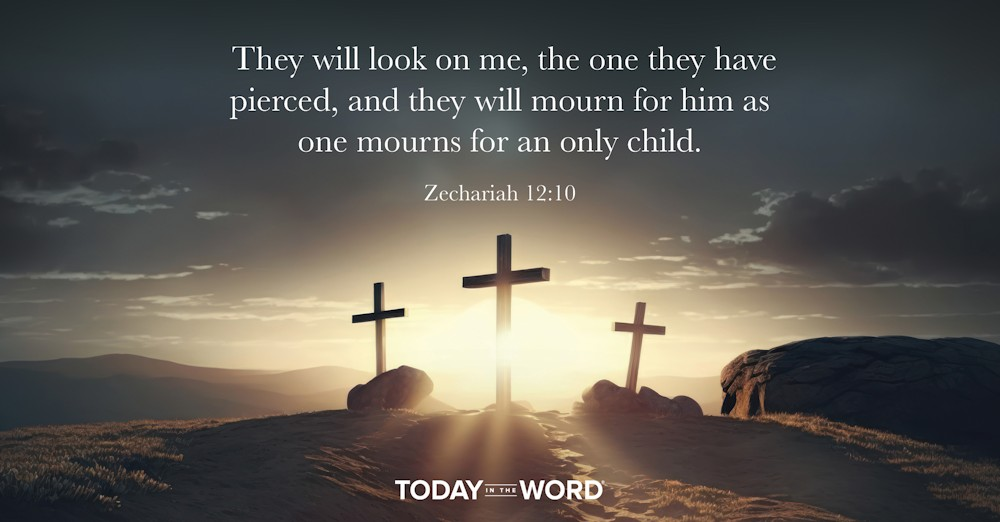 They will look on me, the one they have
pierced, and they will mourn for him as
one mourns for an only child.
Zechariah 12:10
TODAY IN THE WORD